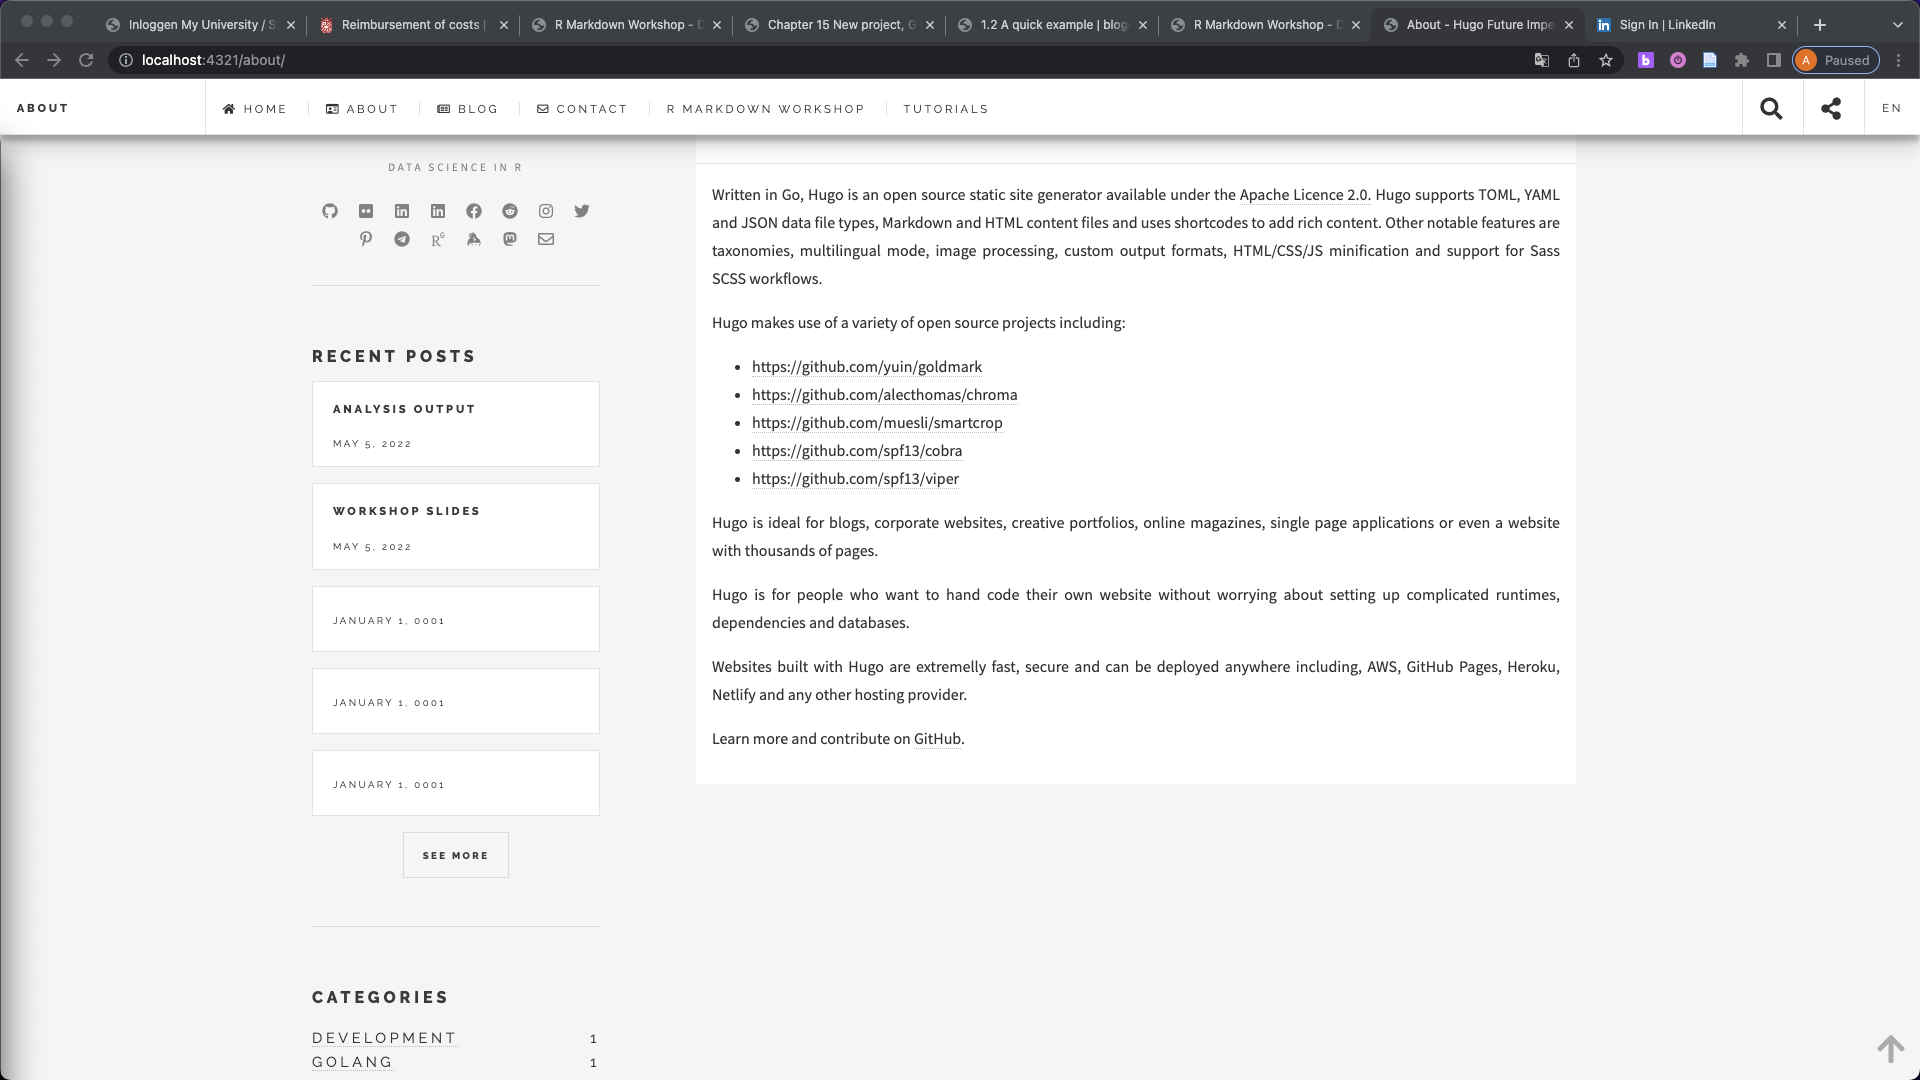 Inloggen My University / S
Reimbursement of costs |
R Markdown Workshop - D
Chapter 15 New project, G
1.2 A quick example | blog
R Markdown Workshop - D
About - Hugo Future Impe
Sign In | LinkedIn
localhost:4321/about/
A Paused
ABOUT
HOME
ABOUT
BLOG
CONTACT
R MARKDOWN WORKSHOP
TUTORIALS
EN
DATA SCIENCE IN R
RECENT POSTS
ANALYSIS OUTPUT
MAY 5, 2022
WORKSHOP SLIDES
MAY 5, 2022
JANUARY 1, 0001
JANUARY 1, 0001
JANUARY 1, 0001
SEE MORE
CATEGORIES
DEVELOPMENT 1
GOLANG 1
Written in Go, Hugo is an open source static site generator available under the Apache Licence 2.0. Hugo supports TOML, YAML
and JSON data file types, Markdown and HTML content files and uses shortcodes to add rich content. Other notable features are
taxonomies, multilingual mode, image processing, custom output formats, HTML/CSS/JS minification and support for Sass
SCSS workflows.
Hugo makes use of a variety of open source projects including:
• https://github.com/yuin/goldmark
• https://github.com/alecthomas/chroma
• https://github.com/muesli/smartcrop
• https://github.com/spf13/cobra
• https://github.com/spf13/viper
Hugo is ideal for blogs, corporate websites, creative portfolios, online magazines, single page applications or even a website
with thousands of pages.
Hugo is for people who want to hand code their own website without worrying about setting up complicated runtimes,
dependencies and databases.
Websites built with Hugo are extremelly fast, secure and can be deployed anywhere including, AWS, GitHub Pages, Heroku,
Netlify and any other hosting provider.
Learn more and contribute on GitHub.